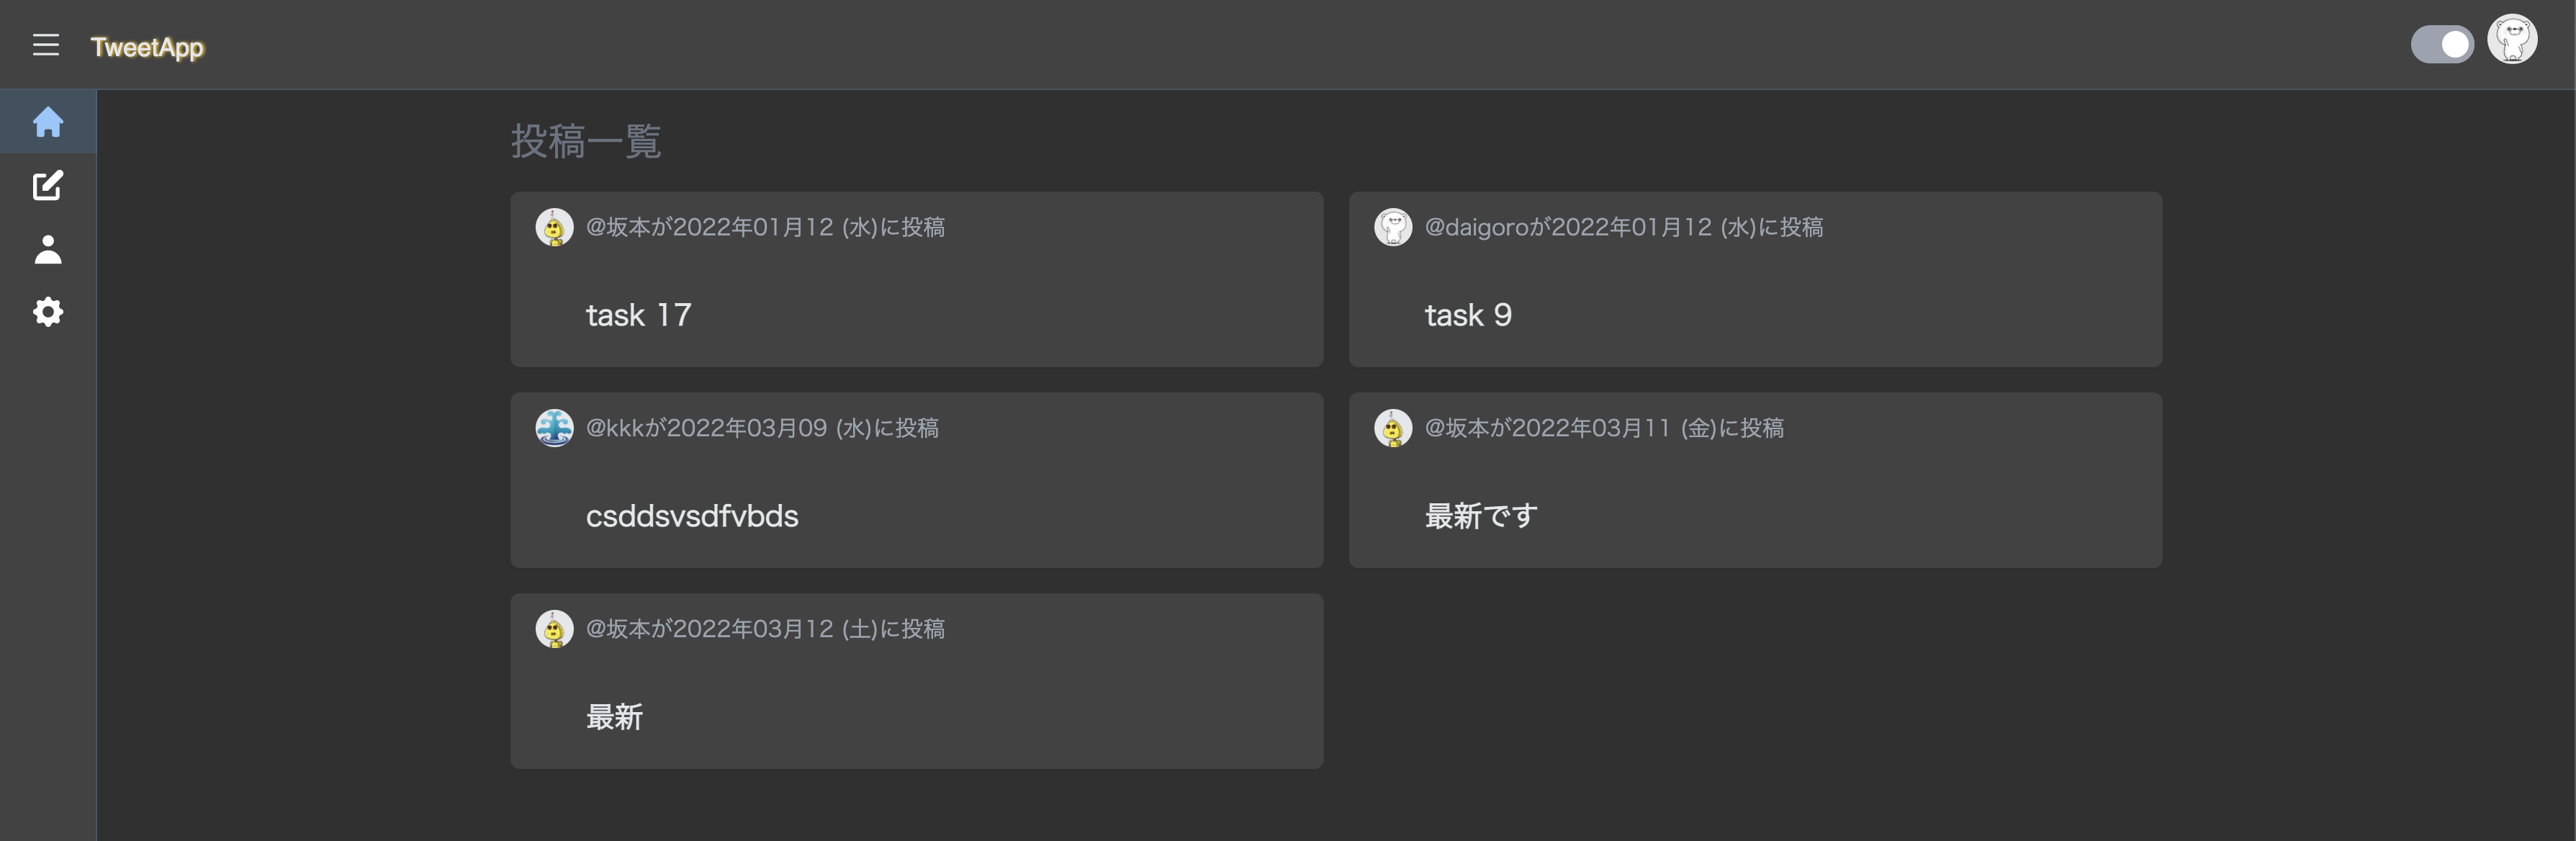 TweetApp
投稿一覧
@坂本が2022年01月12 (水)に投稿
task 17
@daigoroが2022年01月12 (水)に投稿
task 9
@kkkが2022年03月09 (水)に投稿
csddsvsdfvbds
@坂本が2022年03月11 (金)に投稿
最新です
@坂本が2022年03月12 (土)に投稿
最新